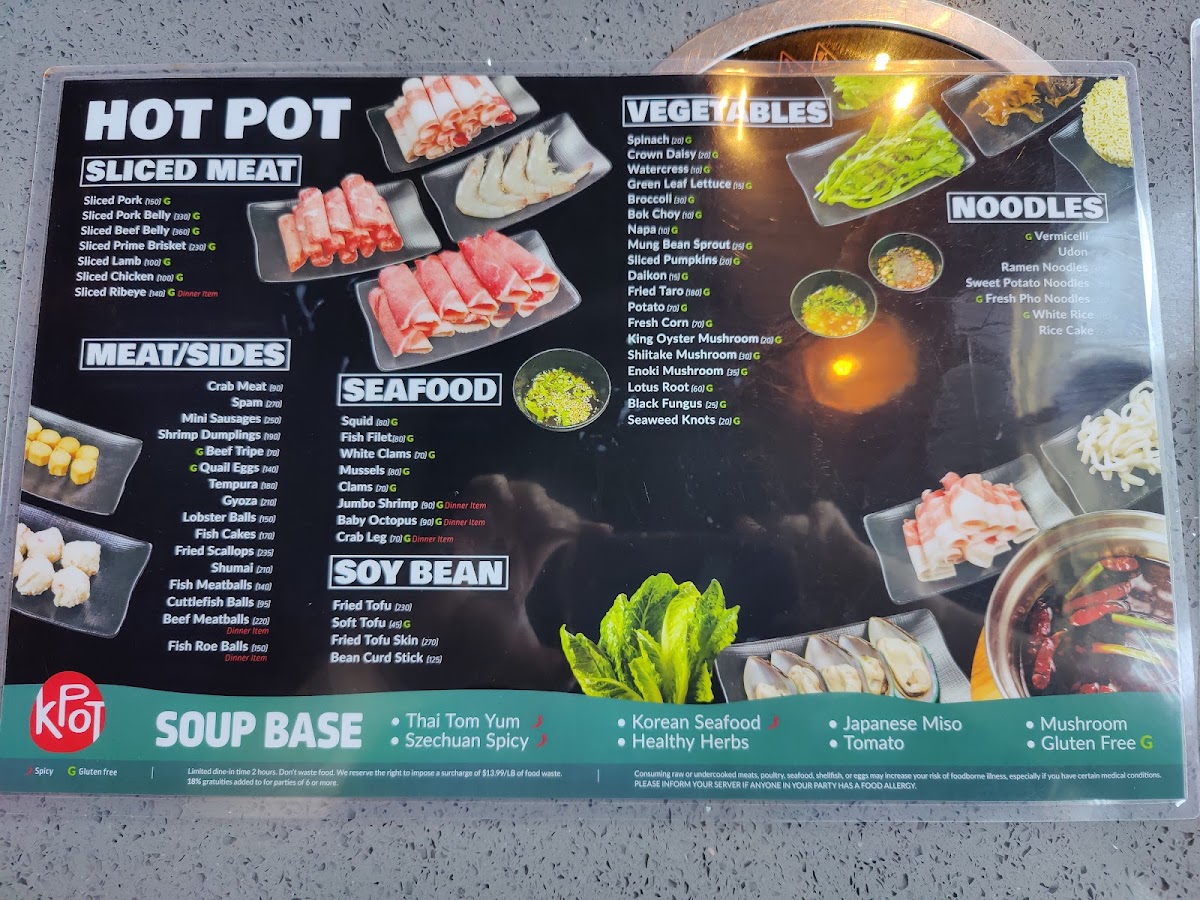 HOT POT
SLICED MEAT
Sliced Pork (150) G
Sliced Pork Belly (330) G
Sliced Beef Belly (360) G
Sliced Prime Brisket (230) G
Sliced Lamb (100) G
Sliced Chicken (100) G
Sliced Ribeye (140) G Dinner Item
MEAT/SIDES
Crab Meat (90)
Spam (270)
Mini Sausages (250)
Shrimp Dumplings (190)
G Beef Tripe (70)
G Quail Eggs (140)
Tempura (180)
Gyoza (210)
Lobster Balls (150)
Fish Cakes (170)
Fried Scallops (295)
Shumai (210)
Fish Meatballs (140)
Cuttlefish Balls (95)
Beef Meatballs (220)
Dinner Item
Fish Roe Balls (150)
Dinner Item
SEAFOOD
Squid (80) G
Fish Filet(80) G
White Clams (70) G
Mussels (80) G
Clams (70) G
Jumbo Shrimp (90) G Dinner Item
Baby Octopus (90) G Dinner Item
Crab Leg (70) G Dinner Item
SOY BEAN
Fried Tofu (230)
Soft Tofu (45) G
Fried Tofu Skin (270)
Bean Curd Stick (125)
VEGETABLES
Spinach (20) G
Crown Daisy (20) G
Watercress (10) G
Green Leaf Lettuce (15) G
Broccoli (30) G
Bok Choy (10) G
Napa (10) G
Mung Bean Sprout (25) G
Sliced Pumpkins (20) G
Daikon (15) G
Fried Taro (180) G
Potato (70) G
Fresh Corn (70) G
King Oyster Mushroom (20) G
Shiitake Mushroom (30) G
Enoki Mushroom (35) G
Lotus Root (60) G
Black Fungus (25) G
Seaweed Knots (20) G
NOODLES
G Vermicelli
Udon
Ramen Noodles
Sweet Potato Noodles
G Fresh Pho Noodles
G White Rice
Rice Cake
KPOT
SOUP BASE
• Thai Tom Yum
• Szechuan Spicy
• Korean Seafood
• Healthy Herbs
• Japanese Miso
• Tomato
• Mushroom
• Gluten Free G
Spicy G Gluten free
Limited dine-in time 2 hours. Don't waste food. We reserve the right to impose a surcharge of $13.99/LB of food waste.
18% gratuities added to for parties of 6 or more.
Consuming raw or undercooked meats, poultry, seafood, shellfish, or eggs may increase your risk of foodborne illness, especially if you have certain medical conditions.
PLEASE INFORM YOUR SERVER IF ANYONE IN YOUR PARTY HAS A FOOD ALLERGY.